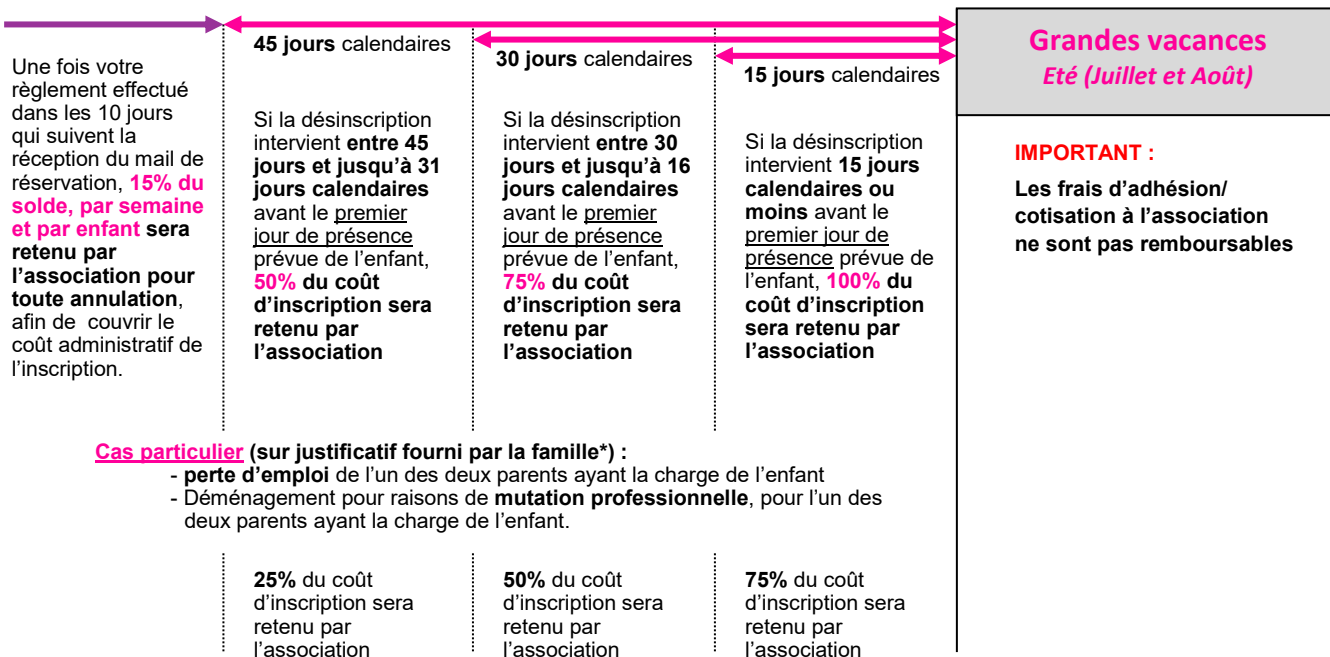 Une fois votre
règlement effectué
dans les 10 jours
qui suivent la
réception du mail de
réservation, 15% du
solde, par semaine
et par enfant sera
retenu par
l’association pour
toute annulation,
afin de couvrir le
coût administratif de
l’inscription.
45 jours calendaires
Si la désinscription
intervient entre 45
jours et jusqu’à 31
jours calendaires
avant le premier
jour de présence
prévue de l’enfant,
50% du coût
d’inscription sera
retenu par
l’association
30 jours calendaires
Si la désinscription
intervient entre 30
jours et jusqu’à 16
jours calendaires
avant le premier
jour de présence
prévue de l’enfant,
75% du coût
d’inscription sera
retenu par
l’association
15 jours calendaires
Si la désinscription
intervient 15 jours
calendaires ou
moins avant le
premier jour de
présence prévue de
l’enfant, 100% du
coût d’inscription
sera retenu par
l’association
Grandes vacances
Eté (Juillet et Août)
IMPORTANT :
Les frais d’adhésion/
cotisation à l’association
ne sont pas remboursables
Cas particulier (sur justificatif fourni par la famille*) :
- perte d’emploi de l’un des deux parents ayant la charge de l’enfant
- Déménagement pour raisons de mutation professionnelle, pour l’un des
deux parents ayant la charge de l’enfant.
25% du coût
d’inscription sera
retenu par
l’association
50% du coût
d’inscription sera
retenu par
l’association
75% du coût
d’inscription sera
retenu par
l’association